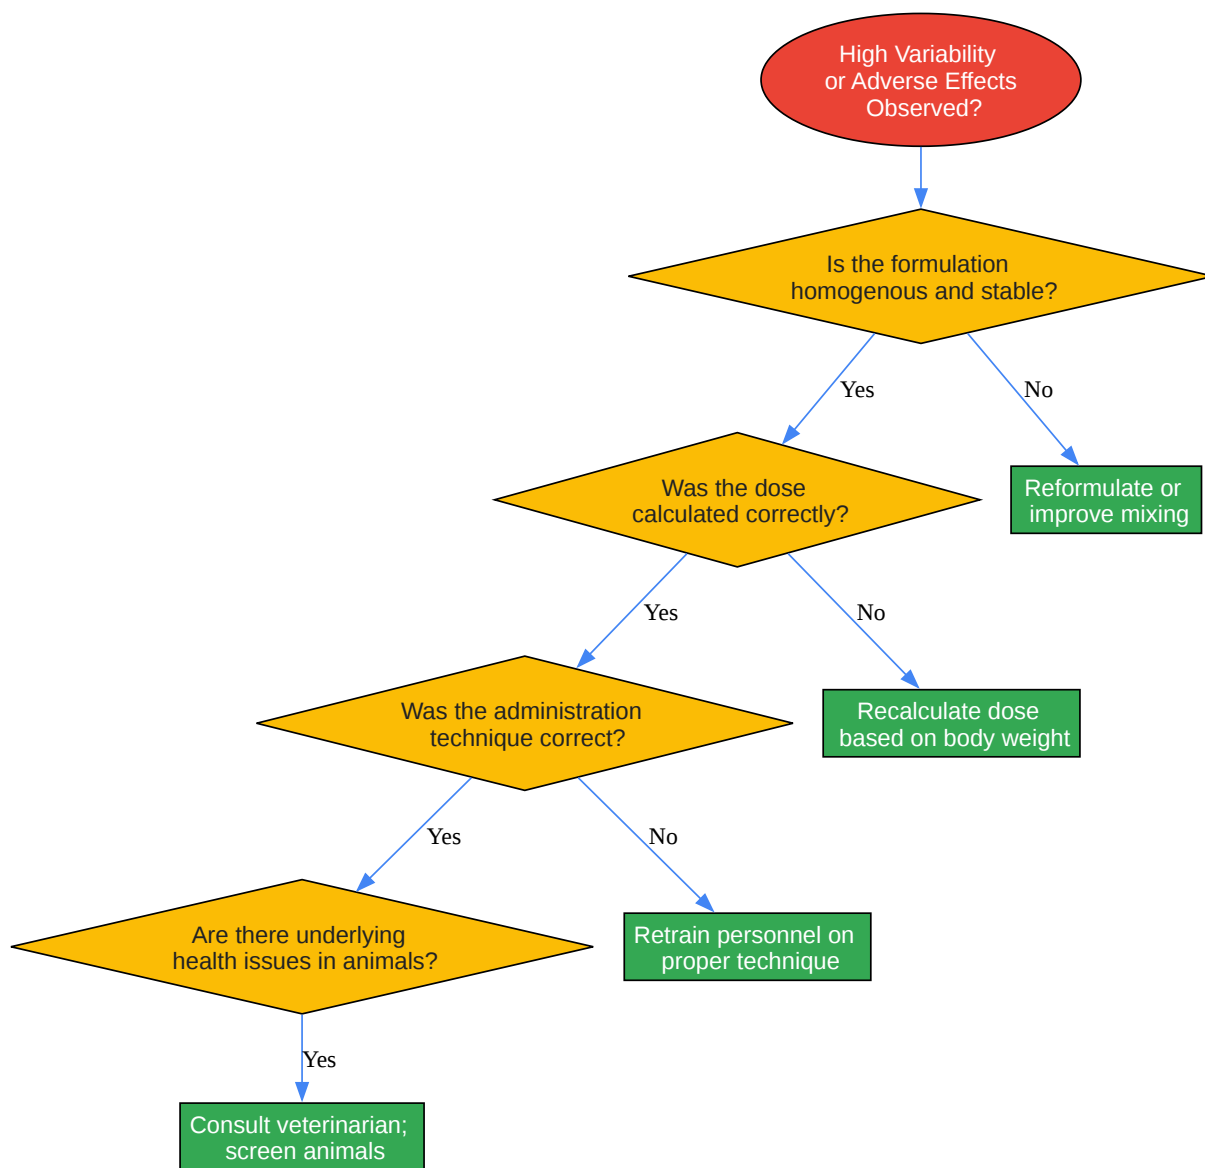 High Variability
or Adverse Effects
Observed?
Is the formulation
homogenous and stable?
Yes
No
Was the dose
calculated correctly?
Reformulate or
improve mixing
Yes
No
Was the administration
technique correct?
Recalculate dose
based on body weight
Yes
No
Are there underlying
health issues in animals?
Retrain personnel on
proper technique
Yes
Consult veterinarian;
screen animals